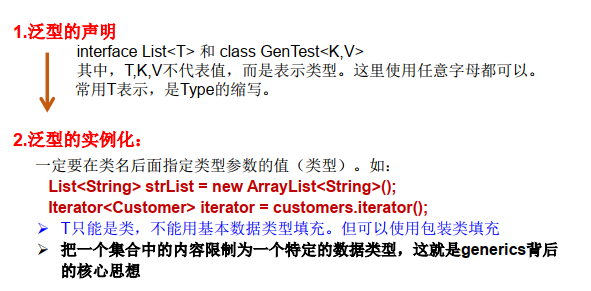 1.泛型的声明
interface List<T> 和 class GenTest<K,V>
其中，T,K,V不代表值，而是表示类型。这里使用任意字母都可以。
常用T表示，是Type的缩写。
2.泛型的实例化：
一定要在类名后面指定类型参数的值（类型）。如：
List<String> strList = new ArrayList<String>();
Iterator<Customer> iterator = customers.iterator();
➢ T只能是类，不能用基本数据类型填充。但可以使用包装类填充
➢ 把一个集合中的内容限制为一个特定的数据类型，这就是generics背后
的核心思想